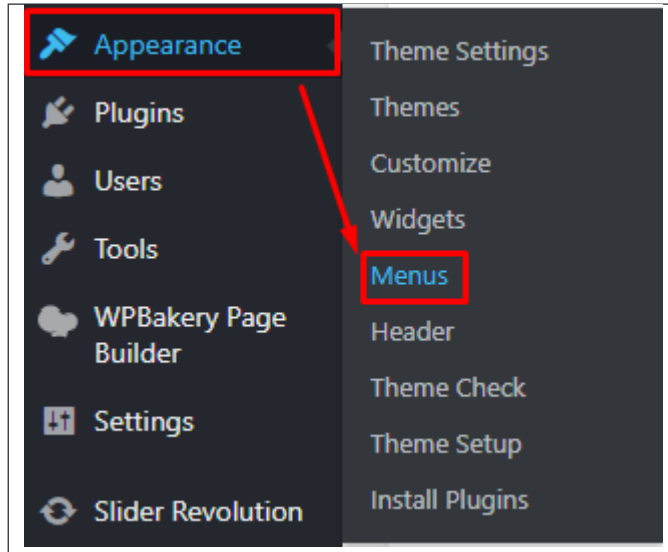 Appearance
Plugins
Users
Tools
WPBakery Page
Builder
Settings
Slider Revolution
Theme Settings
Themes
Customize
Widgets
Menus
Header
Theme Check
Theme Setup
Install Plugins